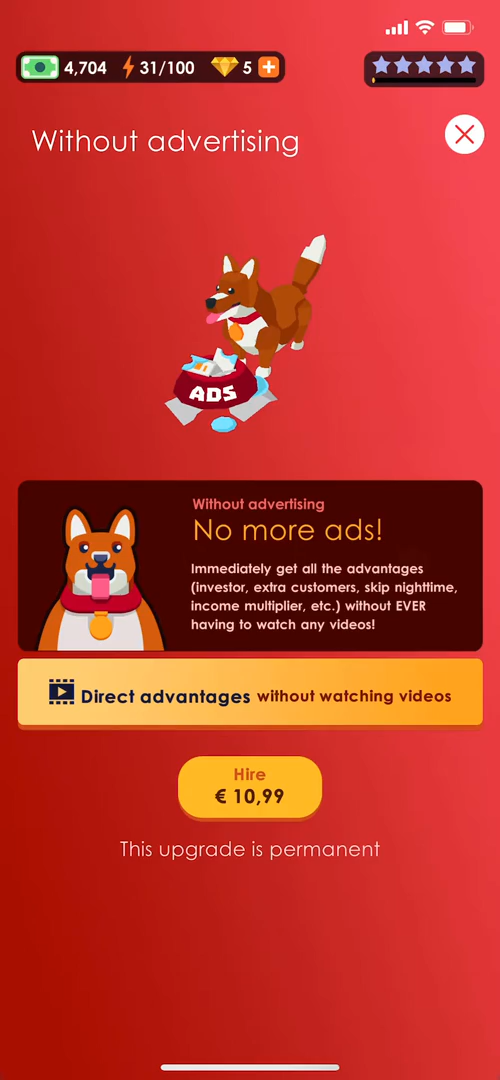 4,704 31/100 5
Without advertising
ADS
Without advertising
No more ads!
Immediately get all the advantages
(investor, extra customers, skip nighttime,
income multiplier, etc.) without EVER
having to watch any videos!
Direct advantages without watching videos
Hire
€ 10,99
This upgrade is permanent